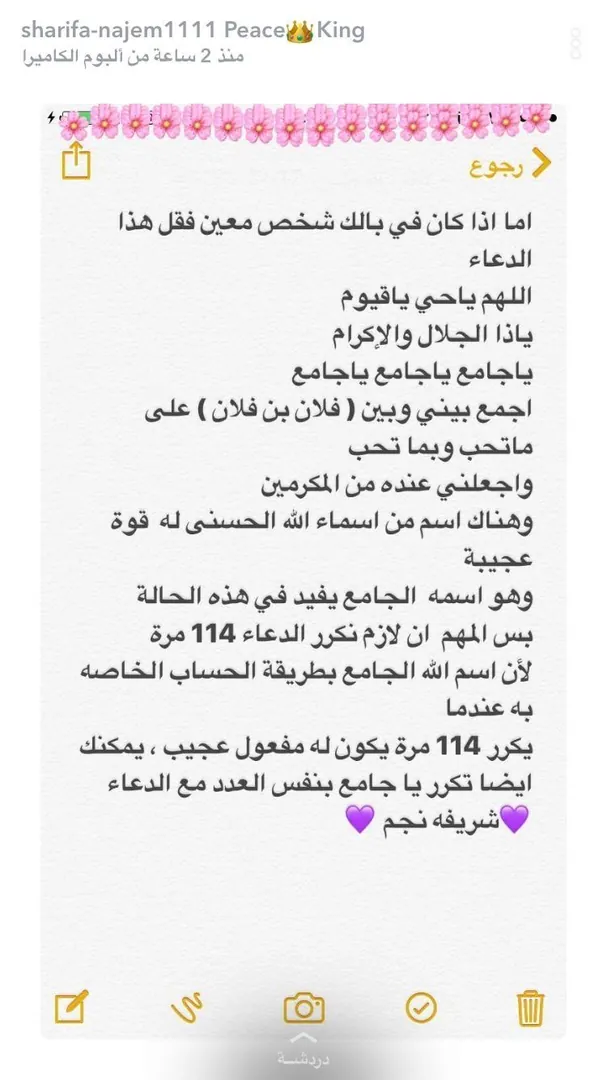 sharifa-najem1111 Peace👑King
منذ 2 ساعة من ألبوم الكاميرا
رجوع
اما اذا كان في بالك شخص معين فقل هذا
الدعاء
اللهم ياحي ياقيوم
ياذا الجلال والإكرام
ياجامع ياجامع ياجامع
اجمع بيني وبين ( فلان بن فلان ) على
ماتحب وبما تحب
واجعلني عنده من المكرمين
وهناك اسم من اسماء الله الحسنى له قوة
عجيبة
وهو اسمه الجامع يفيد في هذه الحالة
بس المهم ان لازم نكرر الدعاء 114 مرة
لأن اسم الله الجامع بطريقة الحساب الخاصه
به عندما
يكرر 114 مرة يكون له مفعول عجيب ، يمكنك
ايضا تكرر يا جامع بنفس العدد مع الدعاء
💜شريفه نجم 💜
دردشة